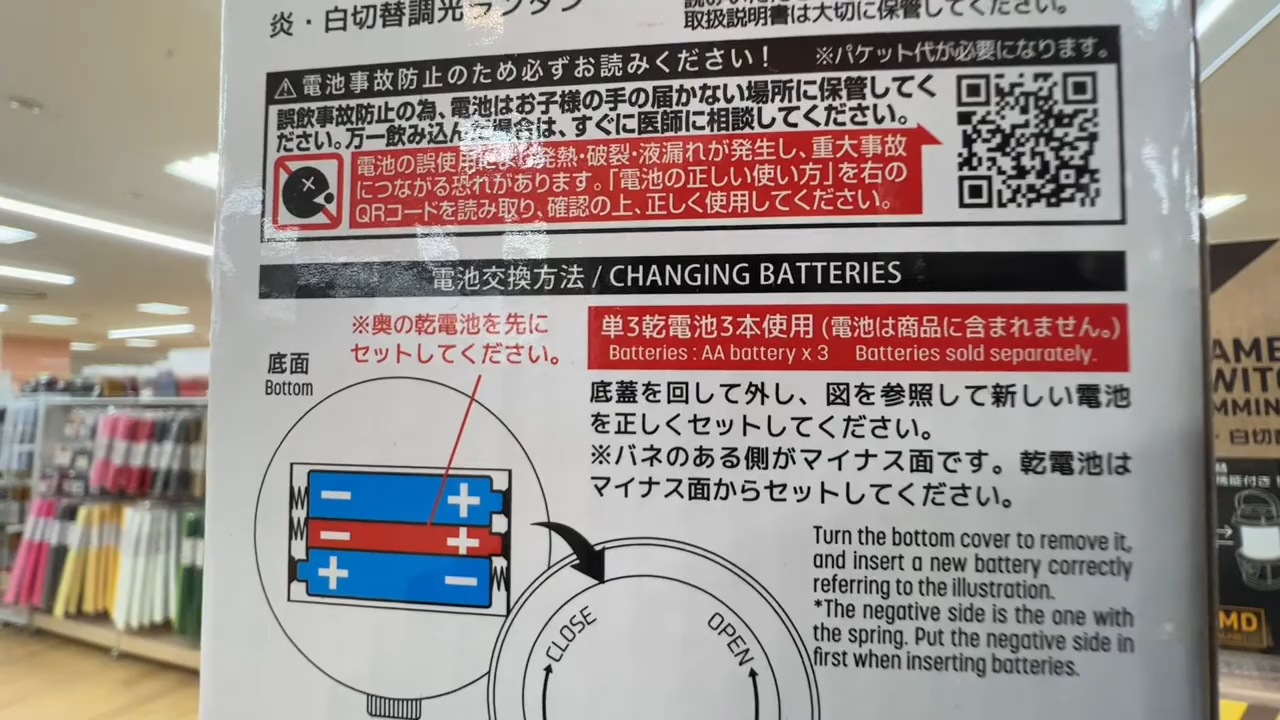 炎・白切替調光ランタン
取扱説明書は大切に保管してください。
⚠電池事故防止のため必ずお読みください！ ※パケット代が必要になります。
誤飲事故防止の為、電池はお子様の手の届かない場所に保管してく
ださい。万一飲み込んだ場合は、すぐに医師に相談してください。
電池の誤使用により発熱・破裂・液漏れが発生し、重大事故
につながる恐れがあります。「電池の正しい使い方」を右の
QRコードを読み取り、確認の上、正しく使用してください。
電池交換方法 / CHANGING BATTERIES
※奥の乾電池を先に
セットしてください。
底面
Bottom
単3乾電池3本使用 (電池は商品に含まれません。)
Batteries : AA battery x 3 Batteries sold separately.
底蓋を回して外し、図を参照して新しい電池
を正しくセットしてください。
※バネのある側がマイナス面です。乾電池は
マイナス面からセットしてください。
Turn the bottom cover to remove it,
and insert a new battery correctly
referring to the illustration.
*The negative side is the one with
the spring. Put the negative side in
first when inserting batteries.
− +
− +
+ −
CLOSE
OPEN
・白切
機能付き
MD